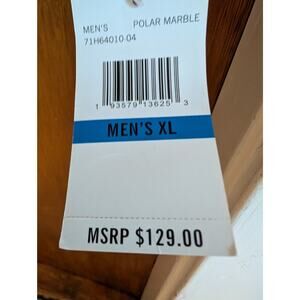 MEN'S POLAR MARBLE
71H64010-04
1 93579 13625 3
MEN'S XL
MSRP $129.00